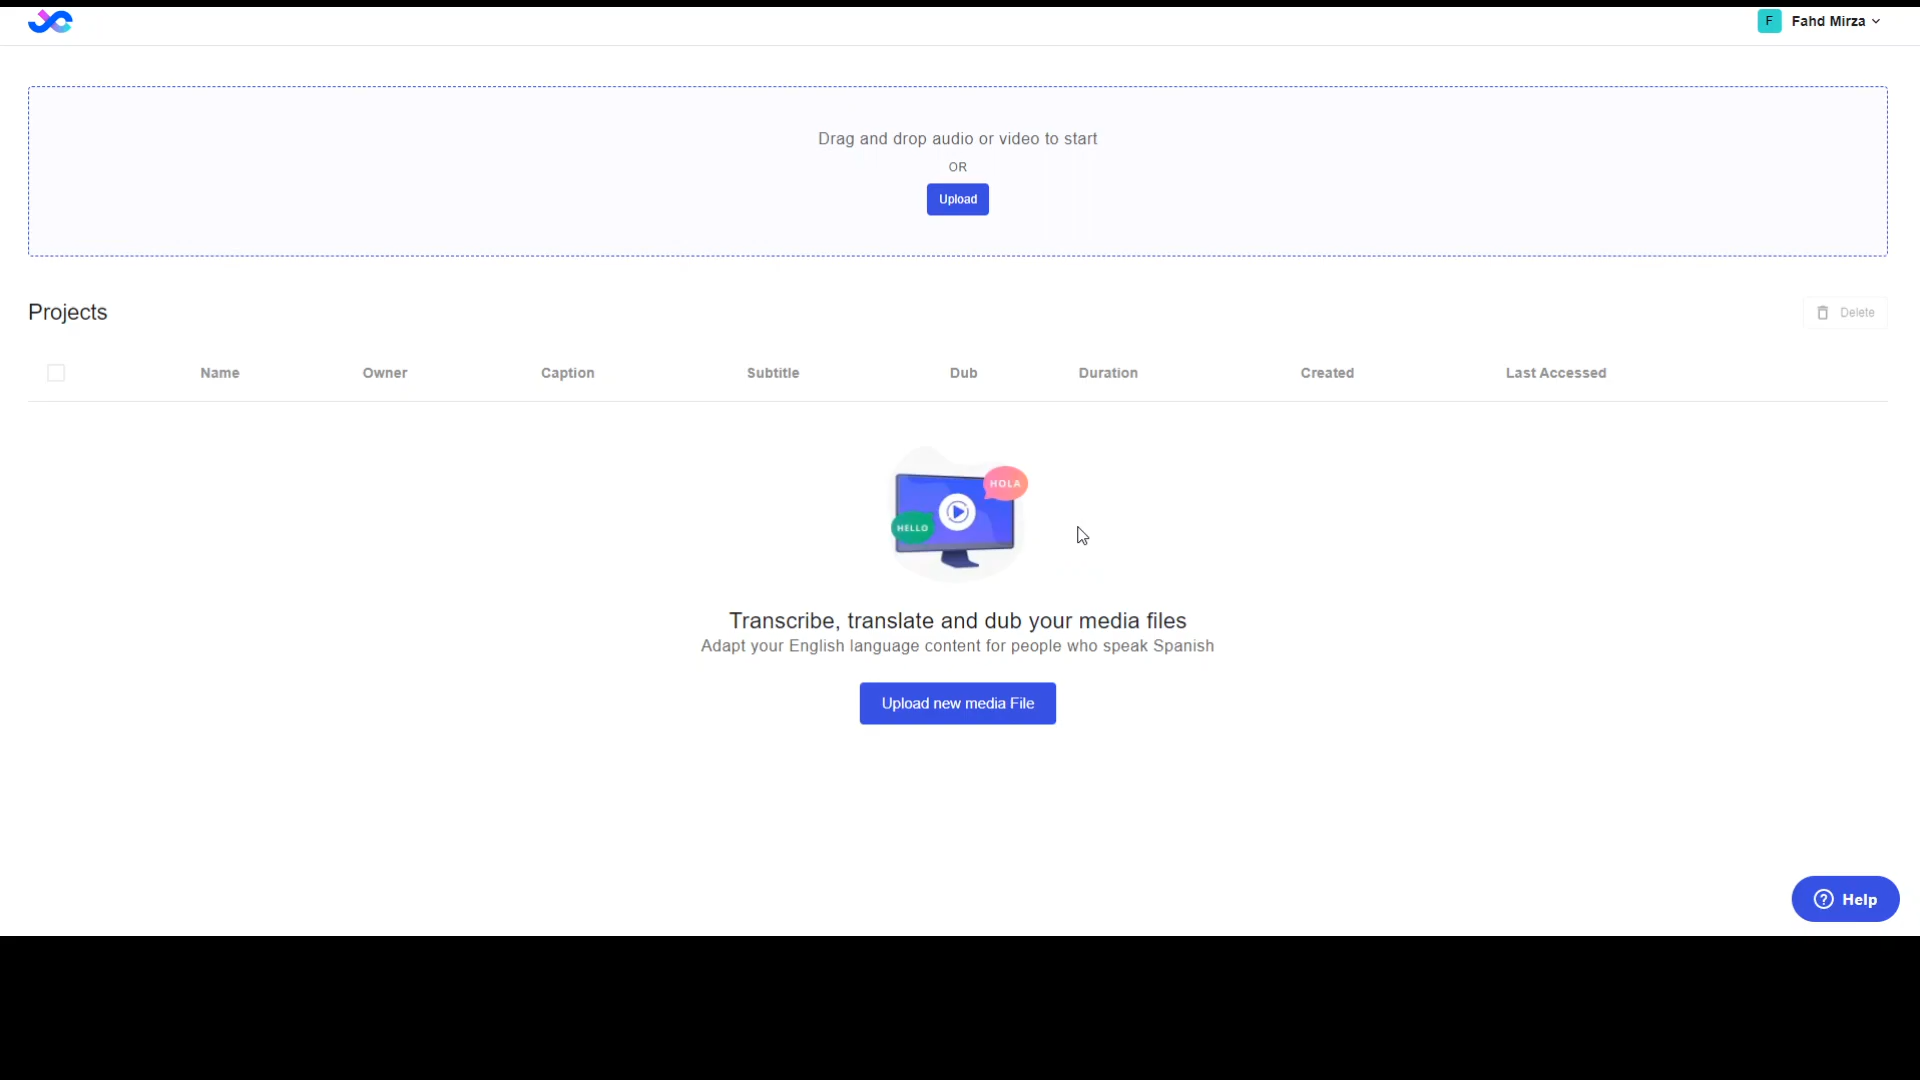 F Fahd Mirza
Drag and drop audio or video to start
OR
Upload
Projects
Delete
Name Owner Caption Subtitle Dub Duration Created Last Accessed
HOLA
HELLO
Transcribe, translate and dub your media files
Adapt your English language content for people who speak Spanish
Upload new media File
? Help